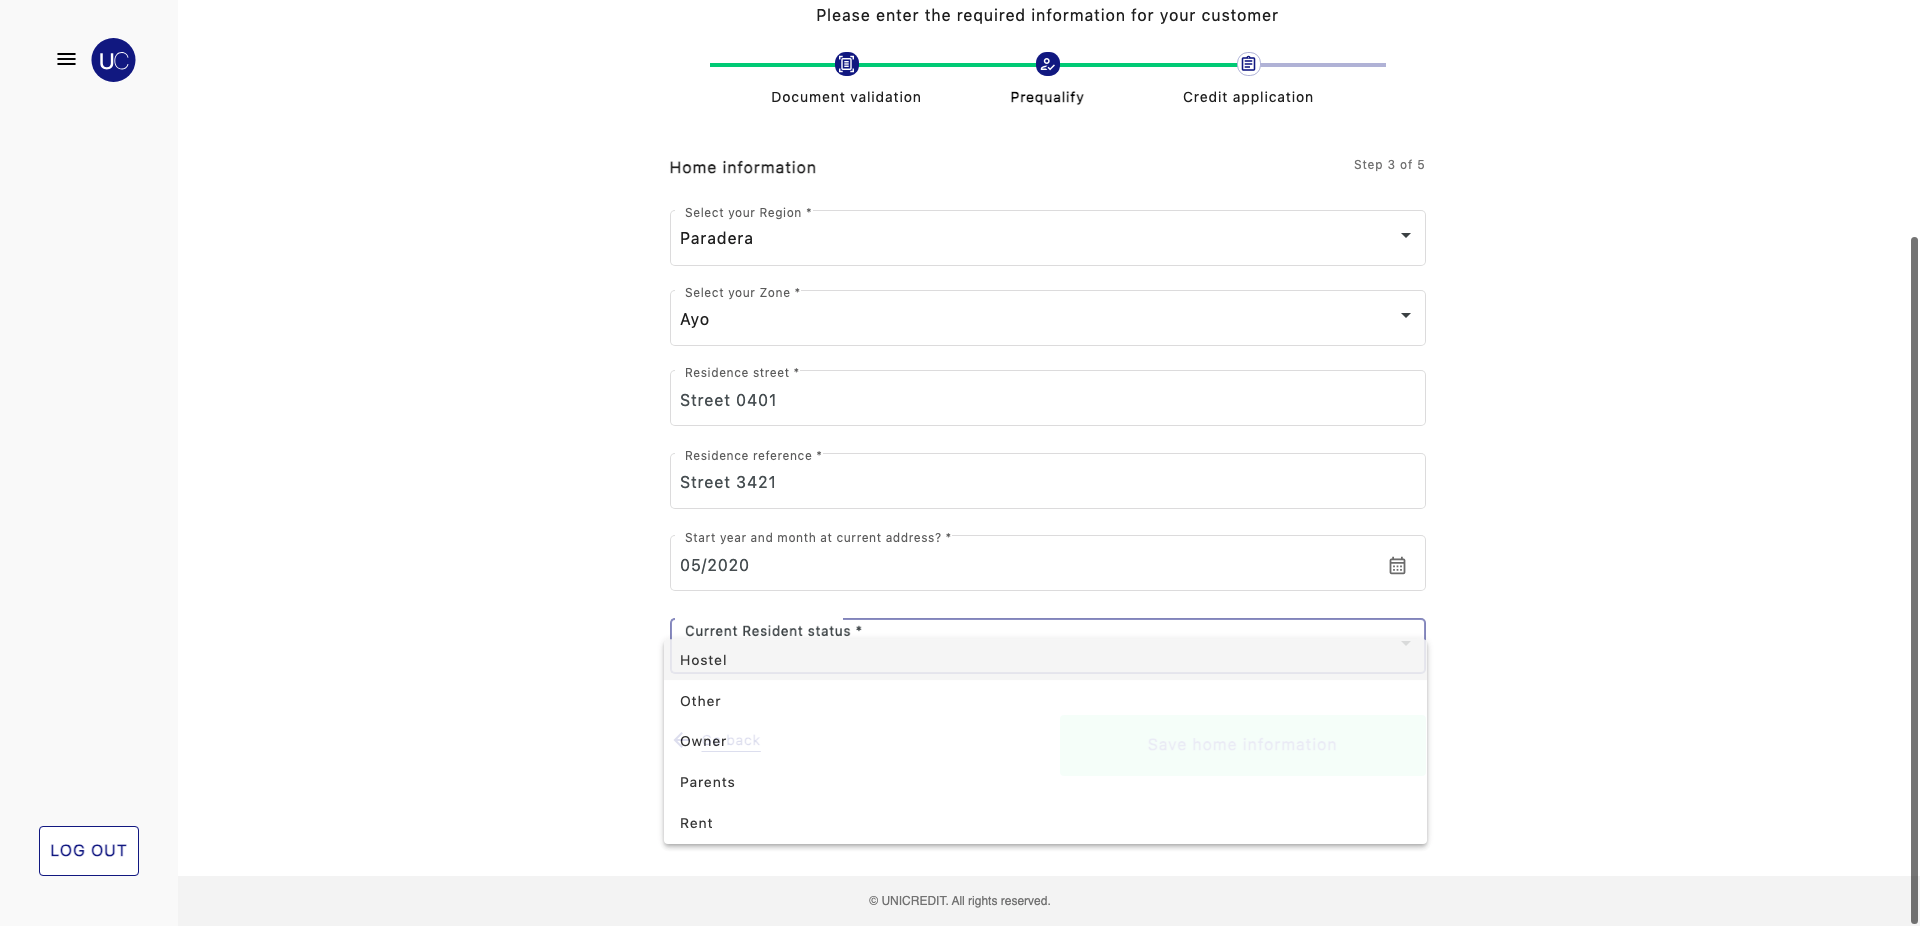 Please enter the required information for your customer
UC
Document validation
Prequalify
Credit application
Home information
Step 3 of 5
Select your Region *
Paradera
Select your Zone *
Ayo
Residence street *
Street 0401
Residence reference *
Street 3421
Start year and month at current address? *
05/2020
Current Resident status *
Hostel
Other
Owner
back
Save home information
Parents
Rent
LOG OUT
© UNICREDIT. All rights reserved.